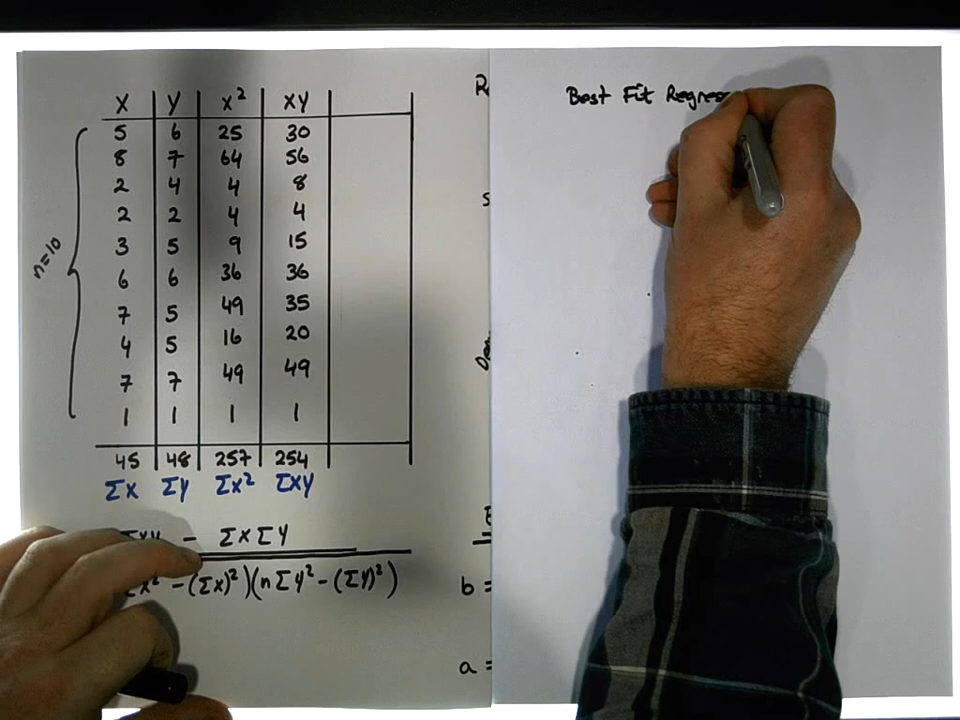 X Y X² XY
5 6 25 30
8 7 64 56
2 4 4 8
2 2 4 4
3 5 9 15
n=10
6 6 36 36
7 5 49 35
4 5 16 20
7 7 49 49
1 1 1 1
45 48 257 254
ΣX ΣY ΣX² ΣXY
- ΣXΣY
-(ΣX)²)(nΣY²-(ΣY)²)
b =
a =
Best Fit